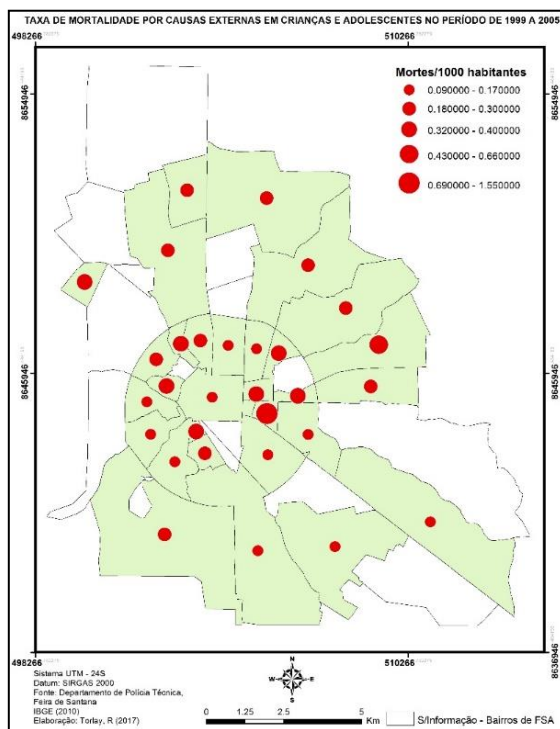 TAXA DE MORTALIDADE POR CAUSAS EXTERNAS EM CRIANÇAS E ADOLESCENTES NO PERÍODO DE 1999 A 2005
498266
510266
Mortes/1000 habitantes
0.090000 - 0.170000
0.180000 - 0.300000
0.320000 - 0.400000
0.430000 - 0.660000
0.690000 - 1.550000
8654946
8654946
8645946
8645946
8636946
498266
510266
Sistema UTM - 24S
Datum: SIRGAS 2000
Fonte: Departamento de Polícia Técnica,
Feira de Santana
IBGE (2010)
Elaboração: Torlay, R (2017)
N
W
E
S
0 1.25 2.5 5
Km
S/Informação - Bairros de FSA